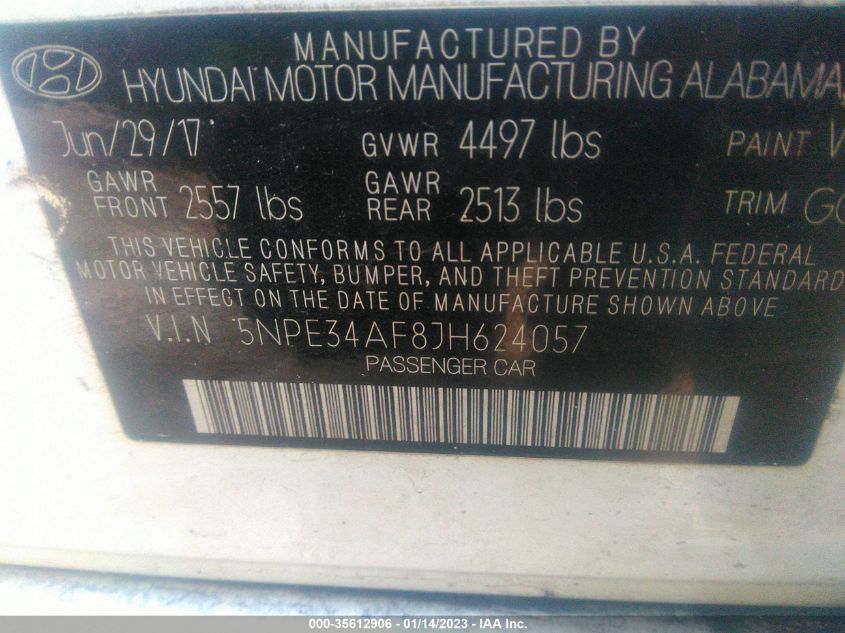 MANUFACTURED BY
HYUNDAI MOTOR MANUFACTURING ALABAMA,
Jun/29/17 GVWR 4497 lbs PAINT
GAWR FRONT 2557 lbs GAWR REAR 2513 lbs TRIM
THIS VEHICLE CONFORMS TO ALL APPLICABLE U.S.A. FEDERAL
MOTOR VEHICLE SAFETY, BUMPER, AND THEFT PREVENTION STANDARD
IN EFFECT ON THE DATE OF MANUFACTURE SHOWN ABOVE
V.I.N 5NPE34AF8JH624057
PASSENGER CAR
000-35612906 - 01/14/2023 - IAA Inc.